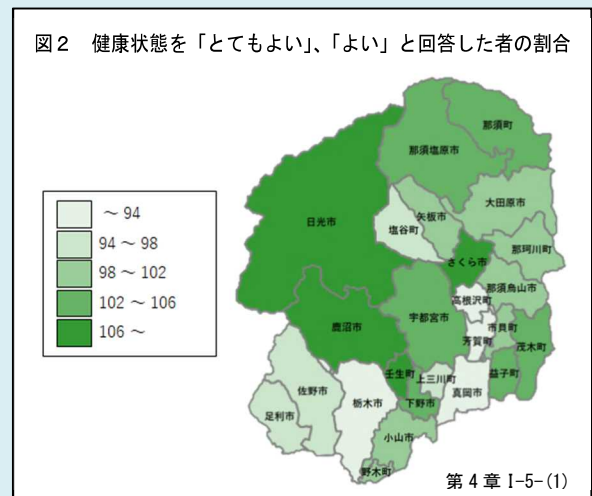 図２ 健康状態を「とてもよい」、「よい」と回答した者の割合
～ 94
94 ～ 98
98 ～ 102
102 ～ 106
106 ～
那須町
那須塩原市
日光市
矢板市
塩谷町
大田原市
那珂川町
さくら市
那須烏山市
高根沢町
宇都宮市
鹿沼市
市貝町
茂木町
芳賀町
壬生町
上三川町
益子町
真岡市
佐野市
栃木市
下野市
足利市
小山市
野木町
第４章 I-5-(1)